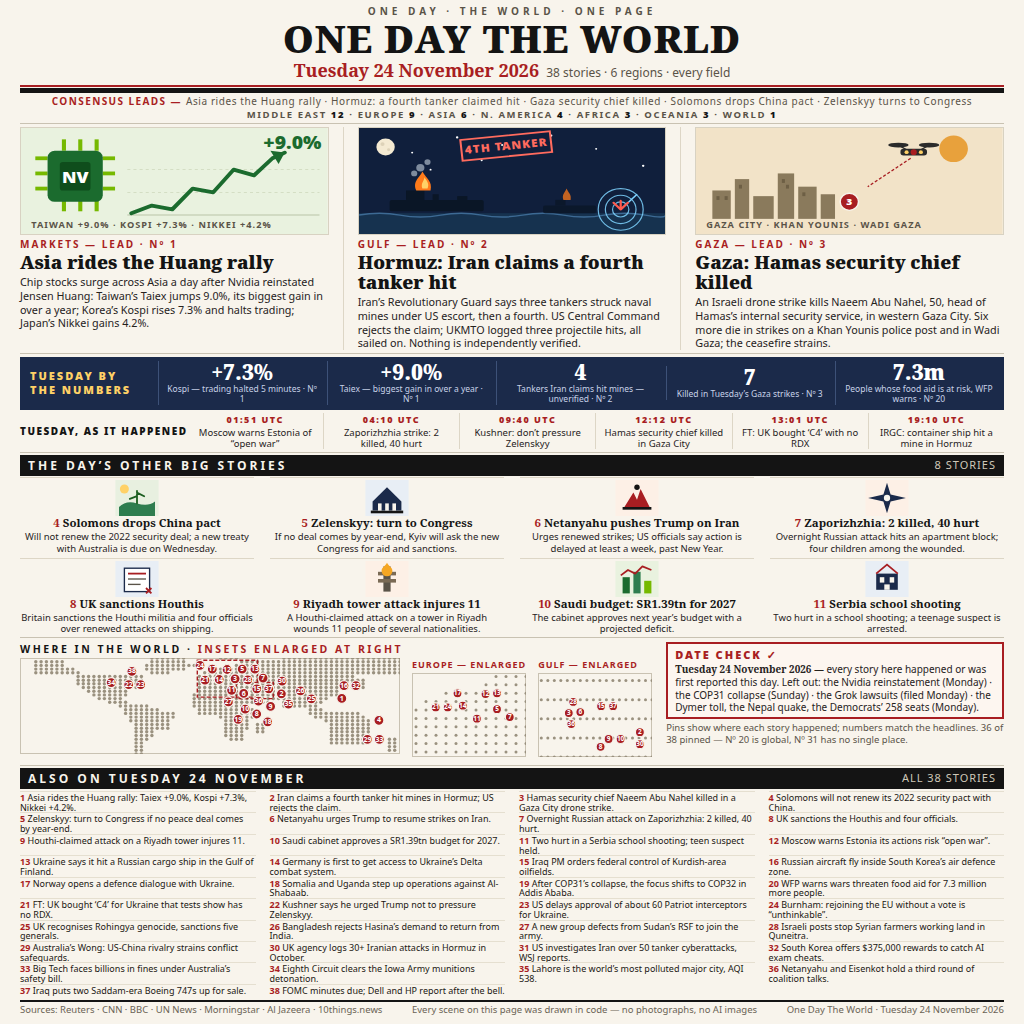 ONE DAY · THE WORLD · ONE PAGE
ONE DAY THE WORLD
Tuesday 24 November 2026 38 stories · 6 regions · every field
CONSENSUS LEADS — Asia rides the Huang rally · Hormuz: a fourth tanker claimed hit · Gaza security chief killed · Solomons drops China pact · Zelenskyy turns to Congress
MIDDLE EAST 12 · EUROPE 9 · ASIA 6 · N. AMERICA 4 · AFRICA 3 · OCEANIA 3 · WORLD 1
NV
+9.0%
TAIWAN +9.0% · KOSPI +7.3% · NIKKEI +4.2%
MARKETS — LEAD · Nº 1
Asia rides the Huang rally
Chip stocks surge across Asia a day after Nvidia reinstated
Jensen Huang: Taiwan’s Taiex jumps 9.0%, its biggest gain in
over a year; Korea’s Kospi rises 7.3% and halts trading;
Japan’s Nikkei gains 4.2%.
4TH TANKER
GULF — LEAD · Nº 2
Hormuz: Iran claims a fourth
tanker hit
Iran’s Revolutionary Guard says three tankers struck naval
mines under US escort, then a fourth. US Central Command
rejects the claim; UKMTO logged three projectile hits, all
sailed on. Nothing is independently verified.
3
GAZA CITY · KHAN YOUNIS · WADI GAZA
GAZA — LEAD · Nº 3
Gaza: Hamas security chief
killed
An Israeli drone strike kills Naeem Abu Nahel, 50, head of
Hamas’s internal security service, in western Gaza City. Six
more die in strikes on a Khan Younis police post and in Wadi
Gaza; the ceasefire strains.
TUESDAY BY
THE NUMBERS
+7.3%
Kospi — trading halted 5 minutes · Nº
1
+9.0%
Taiex — biggest gain in over a year ·
Nº 1
4
Tankers Iran claims hit mines —
unverified · Nº 2
7
Killed in Tuesday’s Gaza strikes · Nº 3
7.3m
People whose food aid is at risk, WFP
warns · Nº 20
TUESDAY, AS IT HAPPENED
01:51 UTC
Moscow warns Estonia of
“open war”
04:10 UTC
Zaporizhzhia strike: 2
killed, 40 hurt
09:40 UTC
Kushner: don’t pressure
Zelenskyy
12:12 UTC
Hamas security chief killed
in Gaza City
13:01 UTC
FT: UK bought ‘C4’ with no
RDX
19:10 UTC
IRGC: container ship hit a
mine in Hormuz
THE DAY’S OTHER BIG STORIES
8 STORIES
4 Solomons drops China pact
Will not renew the 2022 security deal; a new treaty
with Australia is due on Wednesday.
5 Zelenskyy: turn to Congress
If no deal comes by year-end, Kyiv will ask the new
Congress for aid and sanctions.
6 Netanyahu pushes Trump on Iran
Urges renewed strikes; US officials say action is
delayed at least a week, past New Year.
7 Zaporizhzhia: 2 killed, 40 hurt
Overnight Russian attack hits an apartment block;
four children among the wounded.
8 UK sanctions Houthis
Britain sanctions the Houthi militia and four officials
over renewed attacks on shipping.
9 Riyadh tower attack injures 11
A Houthi-claimed attack on a tower in Riyadh
wounds 11 people of several nationalities.
10 Saudi budget: SR1.39tn for 2027
The cabinet approves next year’s budget with a
projected deficit.
11 Serbia school shooting
Two hurt in a school shooting; a teenage suspect is
arrested.
WHERE IN THE WORLD · INSETS ENLARGED AT RIGHT
EUROPE — ENLARGED
GULF — ENLARGED
DATE CHECK ✓
Tuesday 24 November 2026 — every story here happened or was
first reported this day. Left out: the Nvidia reinstatement (Monday) ·
the COP31 collapse (Sunday) · the Grok lawsuits (filed Monday) · the
Dymer toll, the Nepal quake, the Democrats’ 258 seats (Monday).
Pins show where each story happened; numbers match the headlines. 36 of
38 pinned — Nº 20 is global, Nº 31 has no single place.
ALSO ON TUESDAY 24 NOVEMBER
ALL 38 STORIES
1 Asia rides the Huang rally: Taiex +9.0%, Kospi +7.3%,
Nikkei +4.2%.
2 Iran claims a fourth tanker hit in Hormuz; US
rejects the claim.
3 Hamas security chief Naeem Abu Nahel killed in a
Gaza City drone strike.
4 Solomons will not renew its 2022 security pact with
China.
5 Zelenskyy: turn to Congress if no peace deal comes
by year-end.
6 Netanyahu urges Trump to resume strikes on Iran.
7 Overnight Russian attack on Zaporizhzhia: 2 killed, 40
hurt.
8 UK sanctions the Houthis and four officials.
9 Houthi-claimed attack on a Riyadh tower injures 11.
10 Saudi cabinet approves a SR1.39tn budget for 2027.
11 Two hurt in a Serbia school shooting; teen suspect
held.
12 Moscow warns Estonia its actions risk “open war”.
13 Ukraine says it hit a Russian cargo ship in the Gulf of
Finland.
14 Germany is first to get access to Ukraine’s Delta
combat system.
15 Iraq PM orders federal control of Kurdish-area
oilfields.
16 Russian aircraft fly inside South Korea’s air defence
zone.
17 Norway opens a defence dialogue with Ukraine.
18 Somalia and Uganda step up operations against Al-
Shabaab.
19 After COP31’s collapse, the focus shifts to COP32 in
Addis Ababa.
20 WFP warns wars threaten food aid for 7.3 million
more people.
21 FT: UK bought ‘C4’ for Ukraine that tests show has
no RDX.
22 Kushner says he urged Trump not to pressure
Zelenskyy.
23 US delays approval of about 60 Patriot interceptors
for Ukraine.
24 Burnham: rejoining the EU without a vote is
“unthinkable”.
25 UK recognises Rohingya genocide, sanctions five
generals.
26 Bangladesh rejects Hasina’s demand to return from
India.
27 A new group defects from Sudan’s RSF to join the
army.
28 Israeli posts stop Syrian farmers working land in
Quneitra.
29 Australia’s Wong: US-China rivalry strains conflict
safeguards.
30 UK agency logs 30+ Iranian attacks in Hormuz in
October.
31 US investigates Iran over 50 tanker cyberattacks,
WSJ reports.
32 South Korea offers $375,000 rewards to catch AI
exam cheats.
33 Big Tech faces billions in fines under Australia’s
safety bill.
34 Eighth Circuit clears the Iowa Army munitions
detonation.
35 Lahore is the world’s most polluted major city, AQI
538.
36 Netanyahu and Eisenkot hold a third round of
coalition talks.
37 Iraq puts two Saddam-era Boeing 747s up for sale.
38 FOMC minutes due; Dell and HP report after the bell.
Sources: Reuters · CNN · BBC · UN News · Morningstar · Al Jazeera · 10things.news
Every scene on this page was drawn in code — no photographs, no AI images
One Day The World · Tuesday 24 November 2026